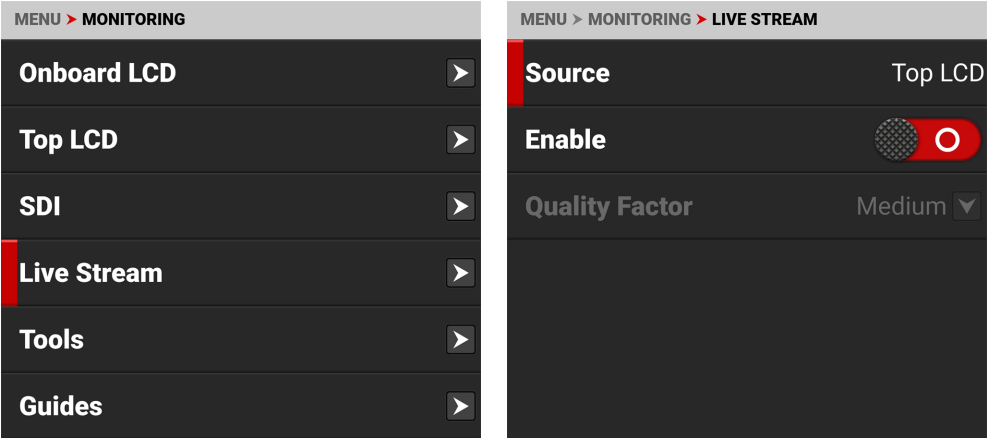 MENU ➤ MONITORING
Onboard LCD
Top LCD
SDI
Live Stream
Tools
Guides
MENU ➤ MONITORING ➤ LIVE STREAM
Source Top LCD
Enable
Quality Factor Medium